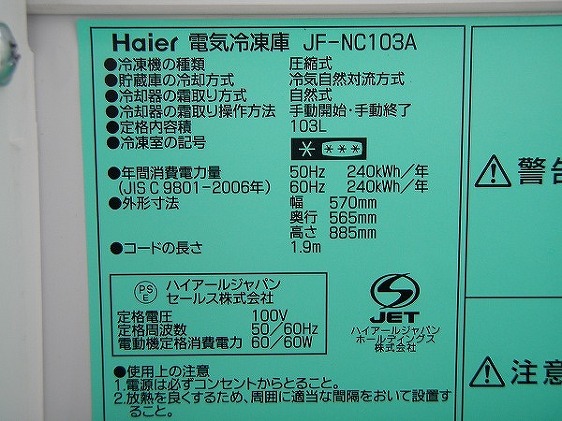 Haier 電気冷凍庫 JF-NC103A
●冷凍機の種類 圧縮式
●貯蔵庫の冷却方式 冷気自然対流方式
●冷却器の霜取り方式 自然式
●冷却器の霜取り操作方法 手動開始・手動終了
●定格内容積 103L
●冷凍室の記号 ＊＊＊＊
●年間消費電力量 50Hz 240kWh/年
(JIS C 9801-2006年) 60Hz 240kWh/年
●外形寸法 幅 570mm
奥行 565mm
高さ 885mm
●コードの長さ 1.9m
PS
E
ハイアールジャパン
セールス株式会社
定格電圧 100V
定格周波数 50/60Hz
電動機定格消費電力 60/60W
S
JET
ハイアールジャパン
ホールディングス
株式会社
●使用上の注意
1.電源は必ずコンセントからとること。
2.放熱を良くするため、周囲に適当な間隔をおいて設置す
ること。
警告
注意